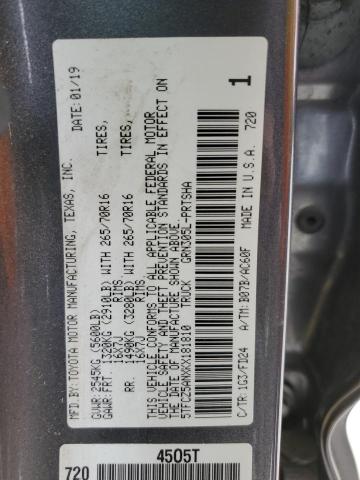 MFD.BY: TOYOTA MOTOR MANUFACTURING, TEXAS, INC. DATE: 01/19
GVWR: 2545KG (5600LB)
GAWR: FRT. 1320KG (2910LB) WITH 265/70R16 TIRES,
16X7J RIMS
RR. 1490KG (3280LB) WITH 265/70R16 TIRES,
16X7J RIMS
THIS VEHICLE CONFORMS TO ALL APPLICABLE FEDERAL MOTOR
VEHICLE SAFETY AND THEFT PREVENTION STANDARDS IN EFFECT ON
THE DATE OF MANUFACTURE SHOWN ABOVE.
5TFCZ5ANXKX181810 TRUCK GRN305L-PRTSHA
1
C/TR: 1G3/FD24 A/TM: B07B/AC60F MADE IN U.S.A. 720
4505T
720